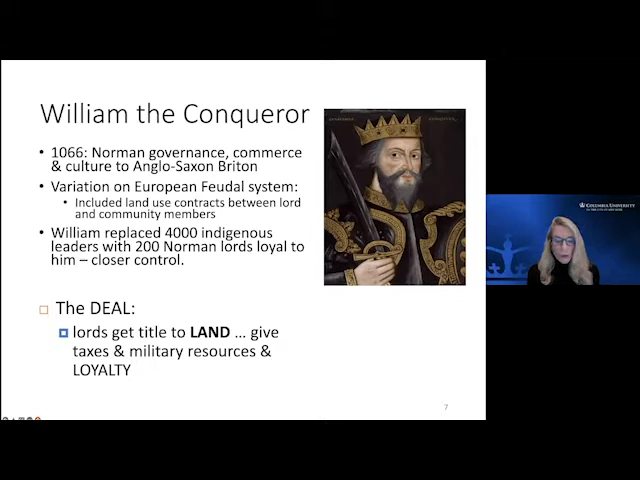 William the Conqueror
• 1066: Norman governance, commerce
& culture to Anglo-Saxon Briton
• Variation on European Feudal system:
• Included land use contracts between lord
and community members
• William replaced 4000 indigenous
leaders with 200 Norman lords loyal to
him – closer control.
The DEAL:
lords get title to LAND … give
taxes & military resources &
LOYALTY
7
COLUMBIA UNIVERSITY